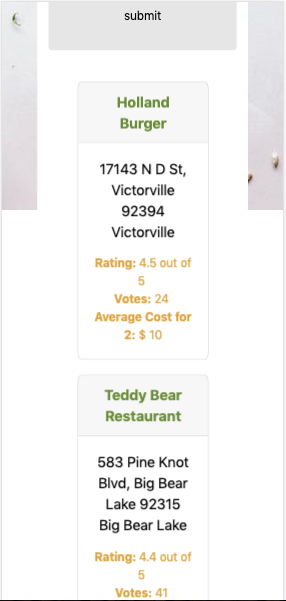 submit
Holland
Burger
17143 N D St,
Victorville
92394
Victorville
Rating: 4.5 out of
5
Votes: 24
Average Cost for
2: $ 10
Teddy Bear
Restaurant
583 Pine Knot
Blvd, Big Bear
Lake 92315
Big Bear Lake
Rating: 4.4 out of
5
Votes: 41